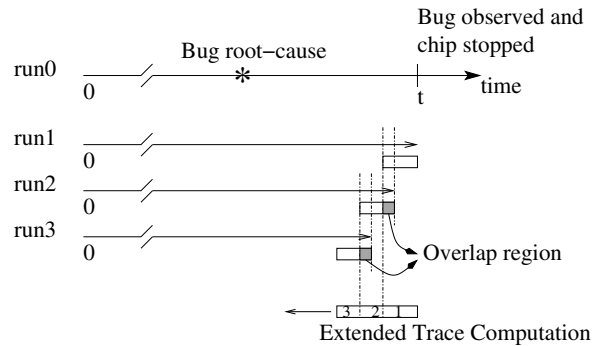 Bug observed and
chip stopped
Bug root-cause
run0
0
*
t
time
run1
0
run2
0
run3
0
Overlap region
3 2 1
Extended Trace Computation